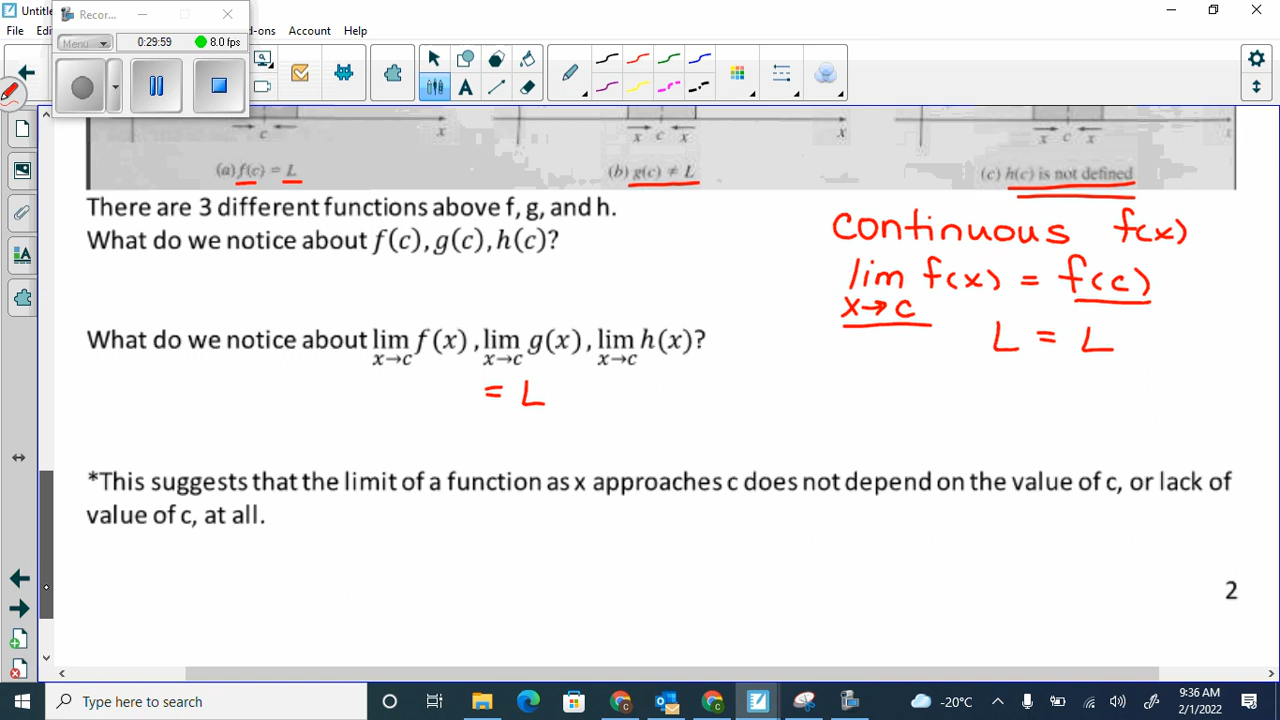 Untitle
Recor...
File
Ed
d-ons
Account
Help
Menu
0:29:59
8.0 fps
A
A
c
x
x
c
x
x
x
c
x
x
(a) f(c) = L
(b) g(c) ≠ L
(c) h(c) is not defined
There are 3 different functions above f, g, and h.
continuous f(x)
What do we notice about f(c), g(c), h(c)?
lim f(x) = f(c)
x→c
What do we notice about lim f(x), lim g(x), lim h(x)?
x→c x→c x→c
L = L
= L
*This suggests that the limit of a function as x approaches c does not depend on the value of c, or lack of
value of c, at all.
2
Type here to search
-20°C
9:36 AM
2/1/2022